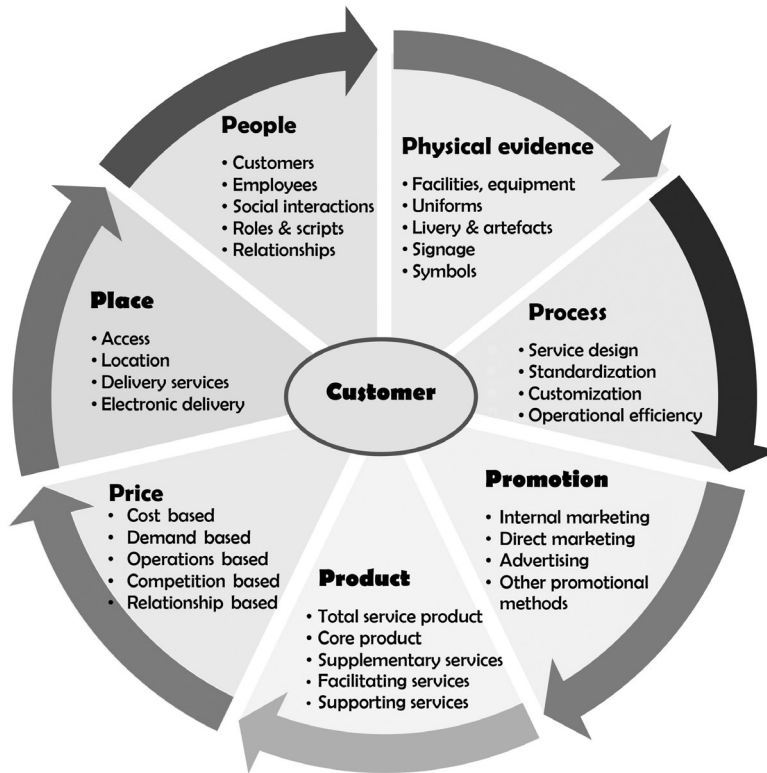 People
• Customers
• Employees
• Social interactions
• Roles & scripts
• Relationships
Physical evidence
• Facilities, equipment
• Uniforms
• Livery & artefacts
• Signage
• Symbols
Process
• Service design
• Standardization
• Customization
• Operational efficiency
Promotion
• Internal marketing
• Direct marketing
• Advertising
• Other promotional
methods
Product
• Total service product
• Core product
• Supplementary services
• Facilitating services
• Supporting services
Price
• Cost based
• Demand based
• Operations based
• Competition based
• Relationship based
Place
• Access
• Location
• Delivery services
• Electronic delivery
Customer